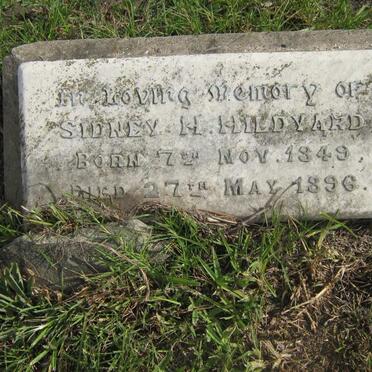 In Loving Memory of
SIDNEY H. HILDYARD
BORN 7TH NOV. 1849,
DIED 27TH MAY 1896.